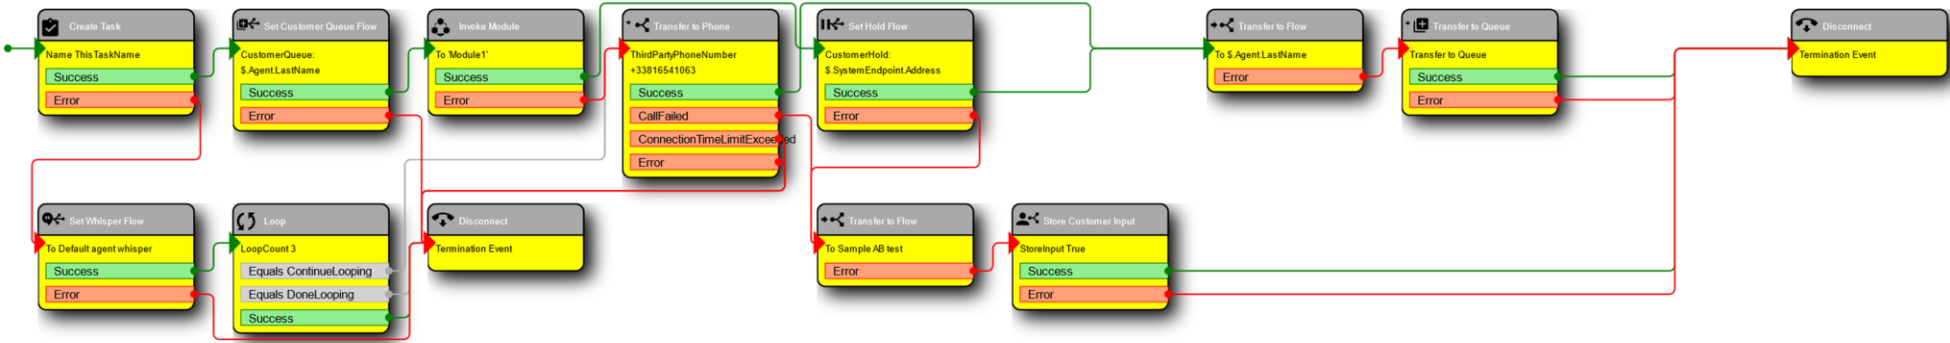 Create Task
Name ThisTaskName
Success
Error
Set Customer Queue Flow
CustomerQueue:
$.Agent.LastName
Success
Error
Invoke Module
To 'Module1'
Success
Error
Transfer to Phone
ThirdPartyPhoneNumber
+33816541063
Success
CallFailed
ConnectionTimeLimitExceeded
Error
Set Hold Flow
CustomerHold:
$.SystemEndpoint.Address
Success
Error
Transfer to Flow
To $.Agent.LastName
Error
Transfer to Queue
Transfer to Queue
Success
Error
Disconnect
Termination Event
Set Whisper Flow
To Default agent whisper
Success
Error
Loop
LoopCount 3
Equals ContinueLooping
Equals DoneLooping
Success
Disconnect
Termination Event
Transfer to Flow
To Sample AB test
Error
Store Customer Input
StoreInput True
Success
Error